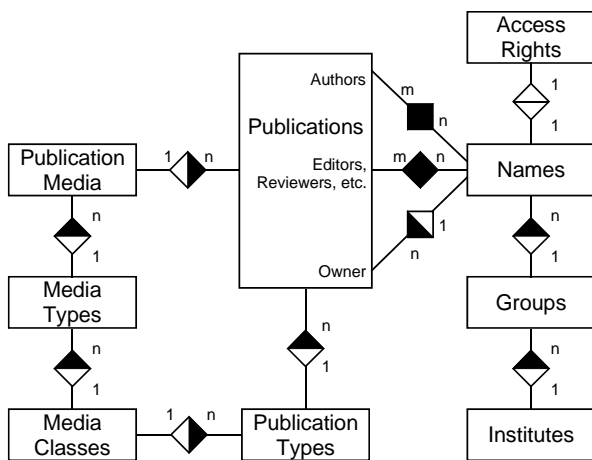 Access
Rights
Authors
m
1
n
1
Publications
Publication
Media
1
n
Editors,
Reviewers, etc.
m
n
Names
n
1
1
n
n
1
Owner
Media
Types
Groups
n
1
n
1
n
1
Media
Classes
1
n
Publication
Types
Institutes